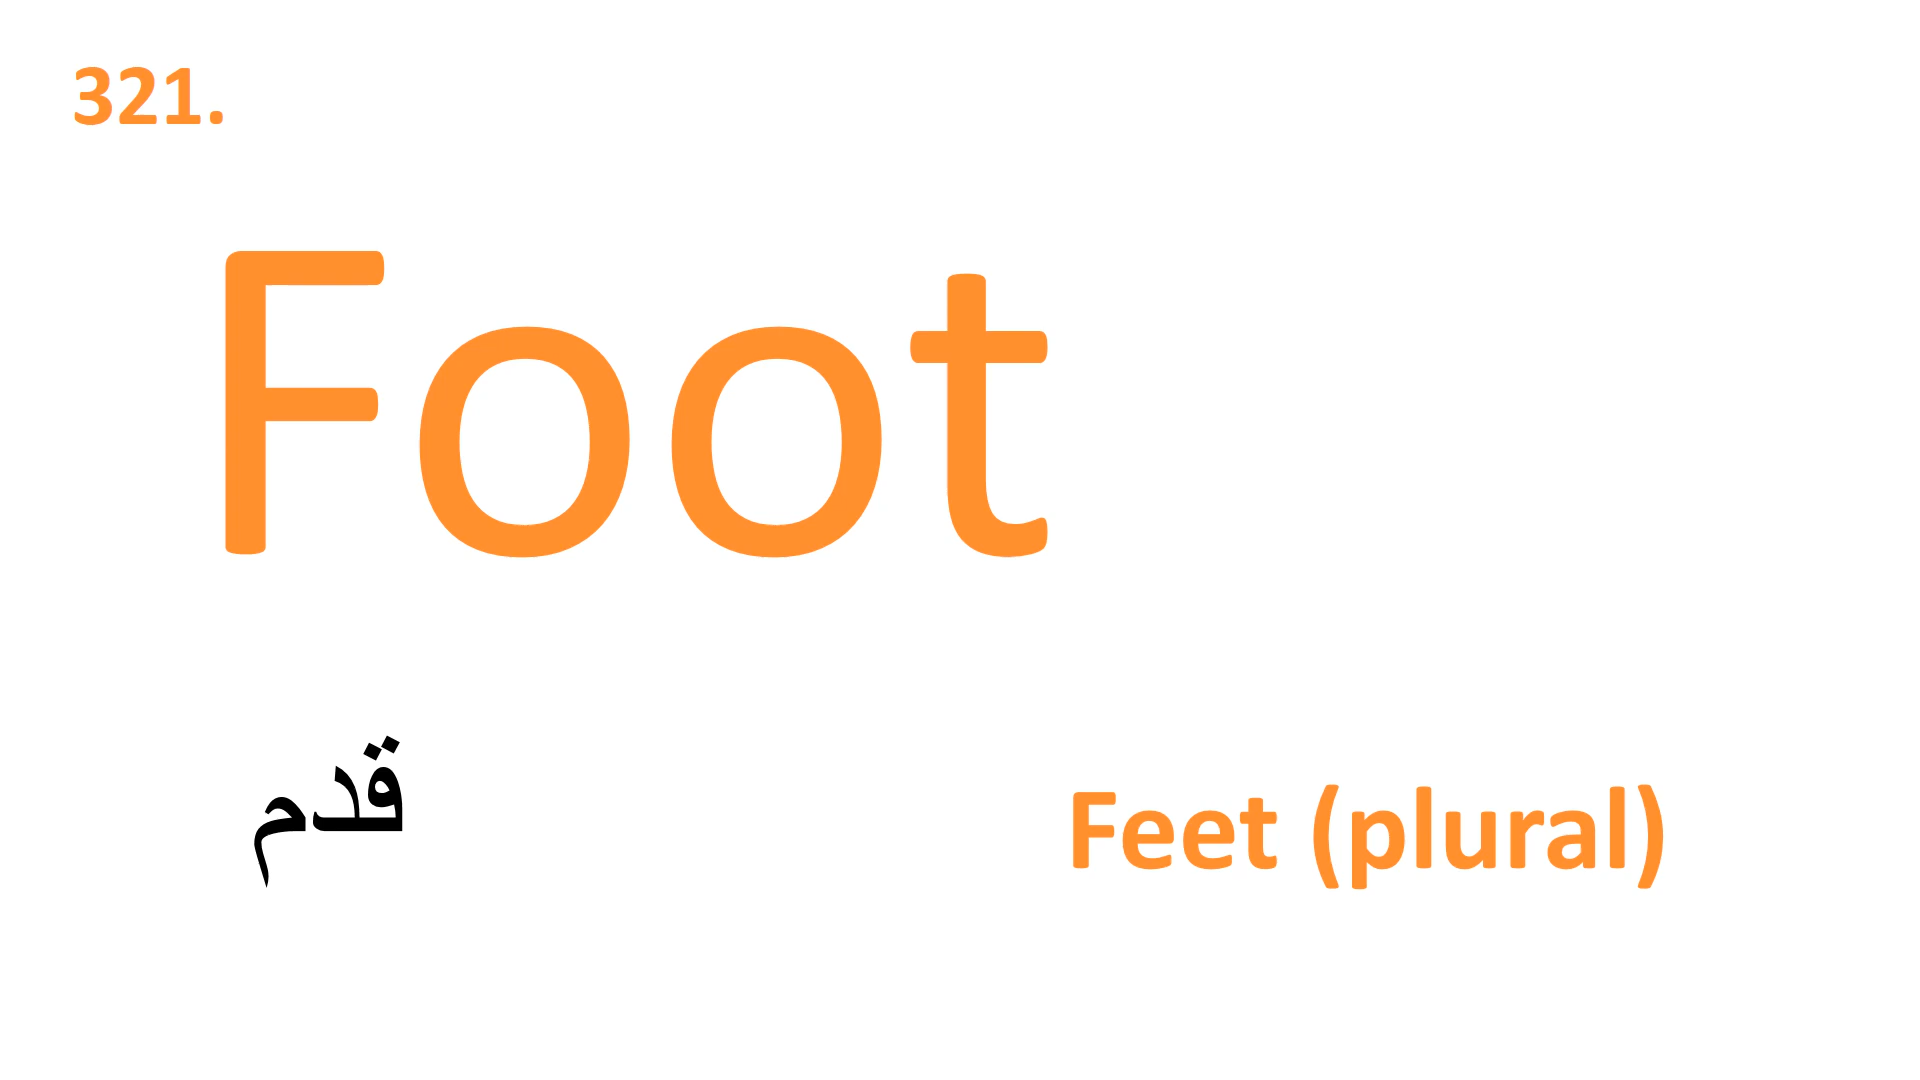 321.
Foot
قدم
Feet (plural)